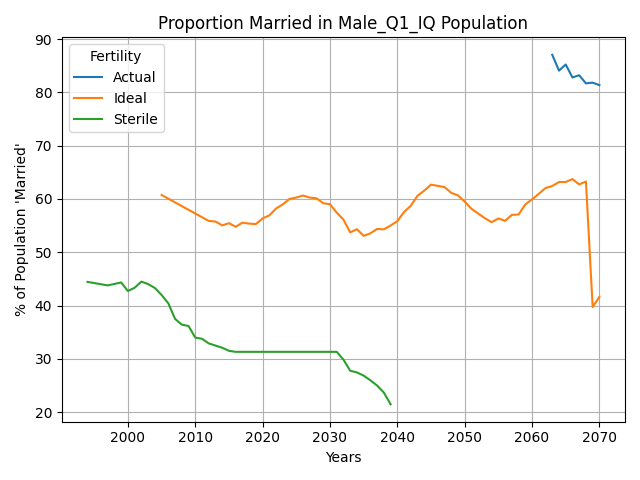 Proportion Married in Male_Q1_IQ Population
% of Population 'Married'
90
80
70
60
50
40
30
20
Fertility
Actual
Ideal
Sterile
2000
2010
2020
2030
2040
2050
2060
2070
Years